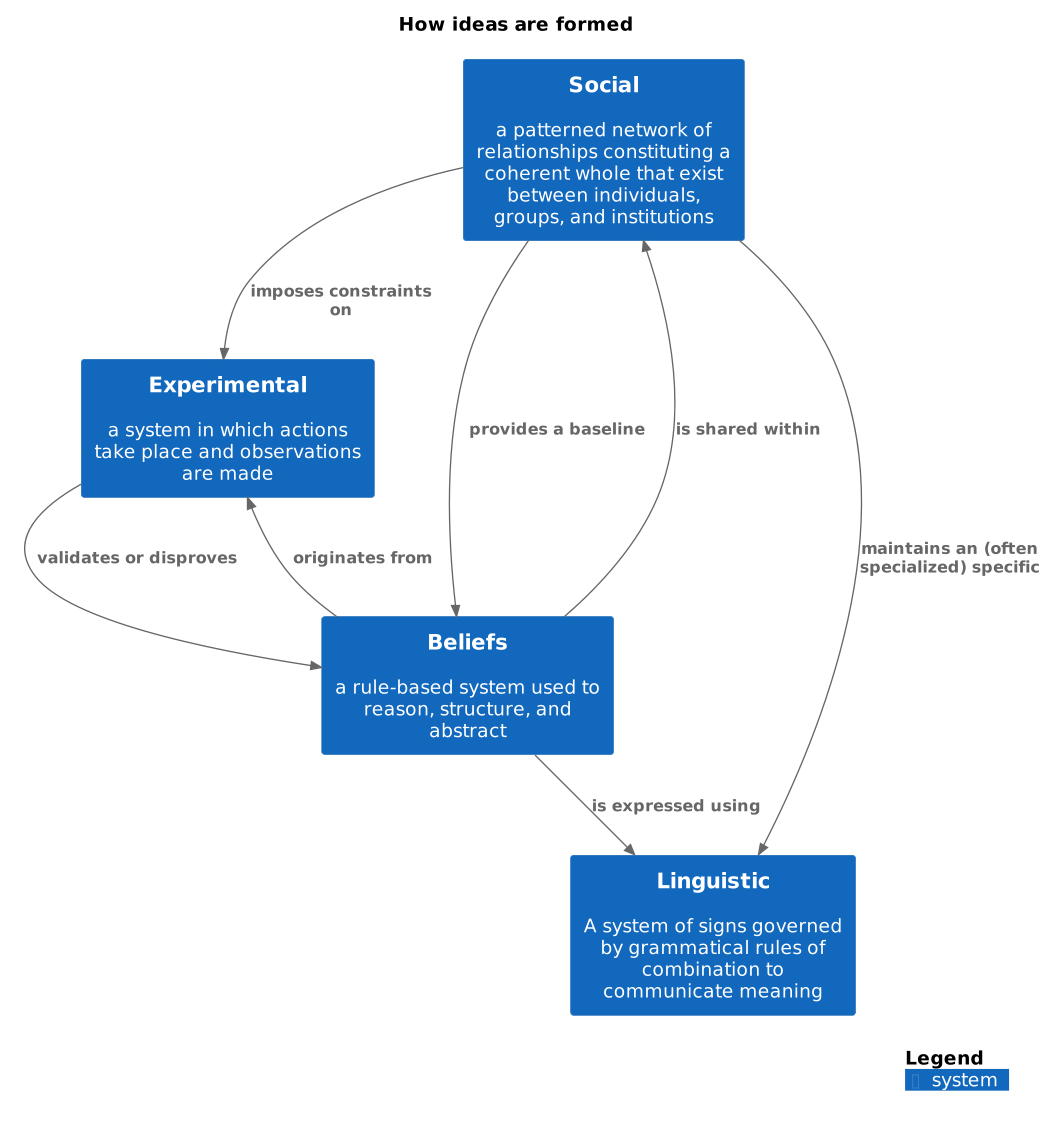 How ideas are formed
Social
a patterned network of
relationships constituting a
coherent whole that exist
between individuals,
groups, and institutions
imposes constraints
on
Experimental
a system in which actions
take place and observations
are made
provides a baseline
is shared within
validates or disproves
originates from
maintains an (often
specialized) specific
Beliefs
a rule-based system used to
reason, structure, and
abstract
is expressed using
Linguistic
A system of signs governed
by grammatical rules of
combination to
communicate meaning
Legend
system